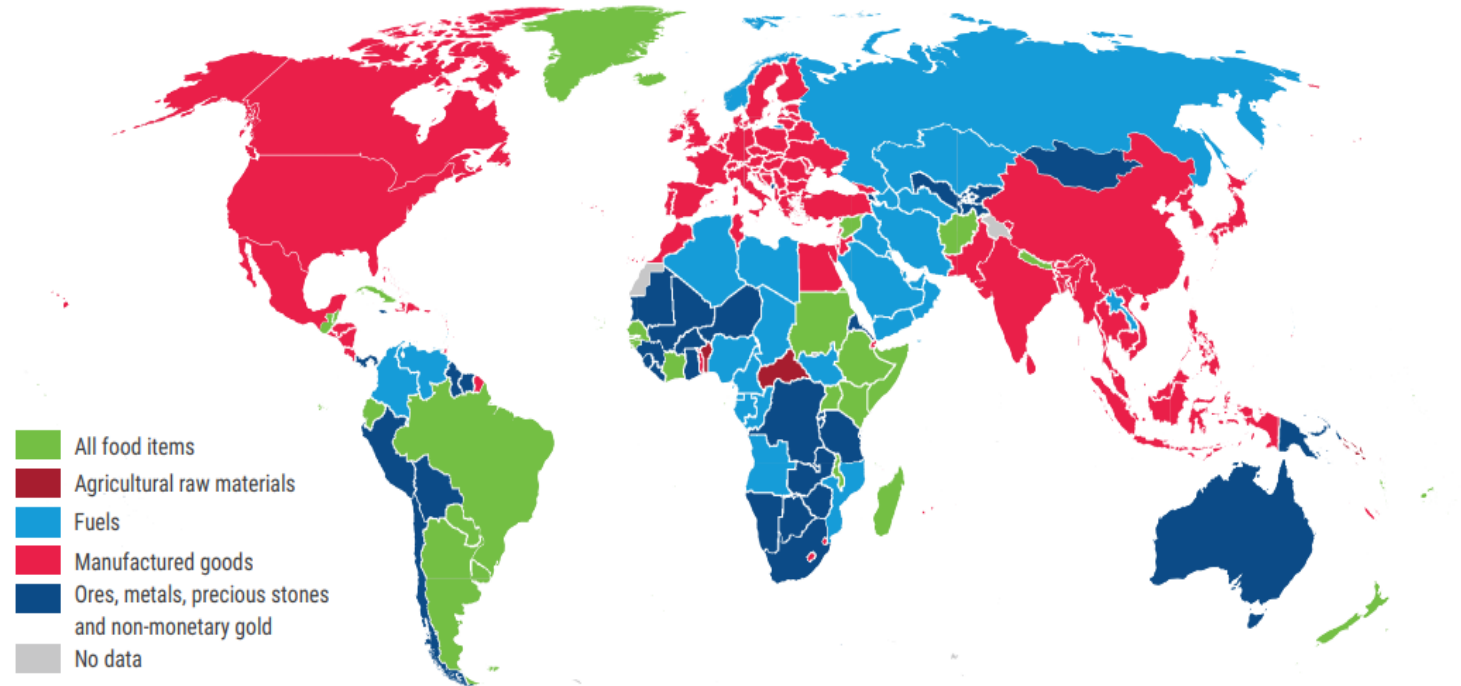 All food items
Agricultural raw materials
Fuels
Manufactured goods
Ores, metals, precious stones
and non-monetary gold
No data